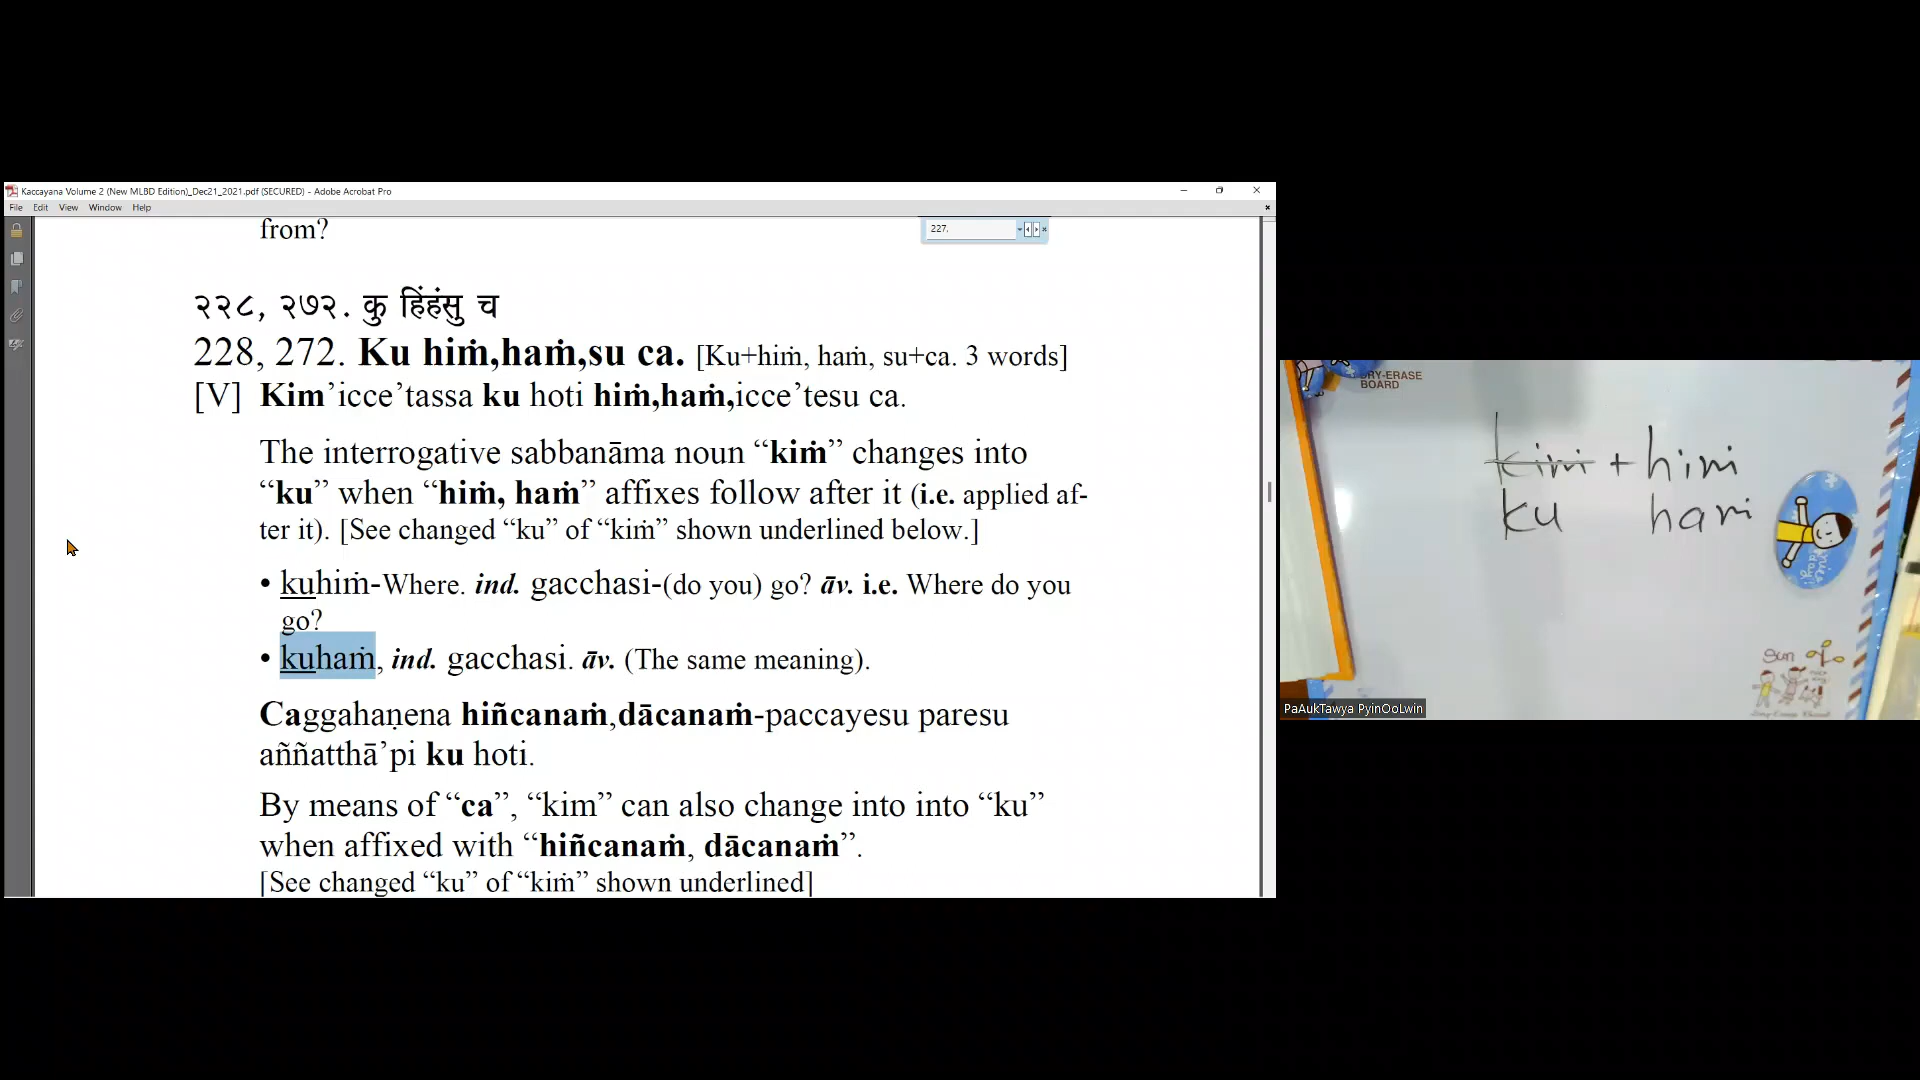 Kaccayana Volume 2 (New MLBD Edition)_Dec21_2021.pdf (SECURED) - Adobe Acrobat Pro
File Edit View Window Help
227.
from?
२२८, २७२. कु हिंहंसु च
228, 272. Ku hiṁ,haṁ,su ca. [Ku+hiṁ, haṁ, su+ca. 3 words]
[V] Kim’icce’tassa ku hoti hiṁ,haṁ,icce’tesu ca.
The interrogative sabbanāma noun “kiṁ” changes into
“ku” when “hiṁ, haṁ” affixes follow after it (i.e. applied af-
ter it). [See changed “ku” of “kiṁ” shown underlined below.]
• kuhiṁ-Where. ind. gacchasi-(do you) go? āv. i.e. Where do you
go?
• kuhaṁ, ind. gacchasi. āv. (The same meaning).
Caggahaṇena hiñcanaṁ,dācanaṁ-paccayesu paresu
aññatthā’pi ku hoti.
By means of “ca”, “kim” can also change into into “ku”
when affixed with “hiñcanaṁ, dācanaṁ”.
[See changed “ku” of “kiṁ” shown underlined]
DRY-ERASE
BOARD
kiṁ + hiṁ
ku haṁ
Sun
PaAukTawya PyinOoLwin